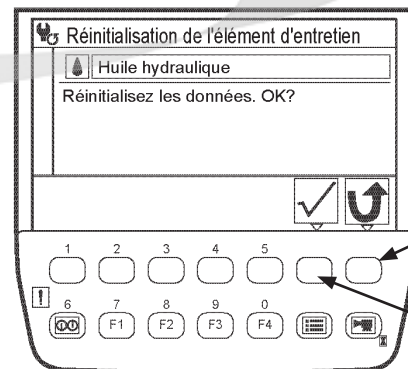 Réinitialisation de l'élément d'entretien
Huile hydraulique
Réinitialisez les données. OK?
1 2 3 4 5
6 7 8 9 0
F1 F2 F3 F4